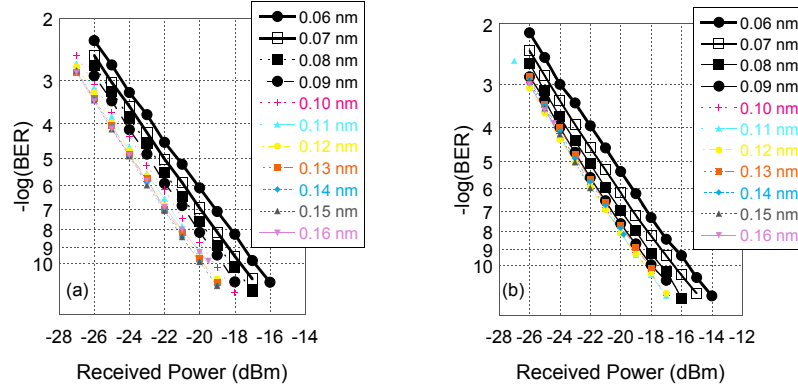 2
3
4
5
6
7
8
9
10
-log(BER)
(a)
-28 -26 -24 -22 -20 -18 -16 -14
Received Power (dBm)
0.06 nm
0.07 nm
0.08 nm
0.09 nm
0.10 nm
0.11 nm
0.12 nm
0.13 nm
0.14 nm
0.15 nm
0.16 nm
2
3
4
5
6
7
8
9
10
-log(BER)
(b)
-28 -26 -24 -22 -20 -18 -16 -14 -12
Received Power (dBm)
0.06 nm
0.07 nm
0.08 nm
0.09 nm
0.10 nm
0.11 nm
0.12 nm
0.13 nm
0.14 nm
0.15 nm
0.16 nm